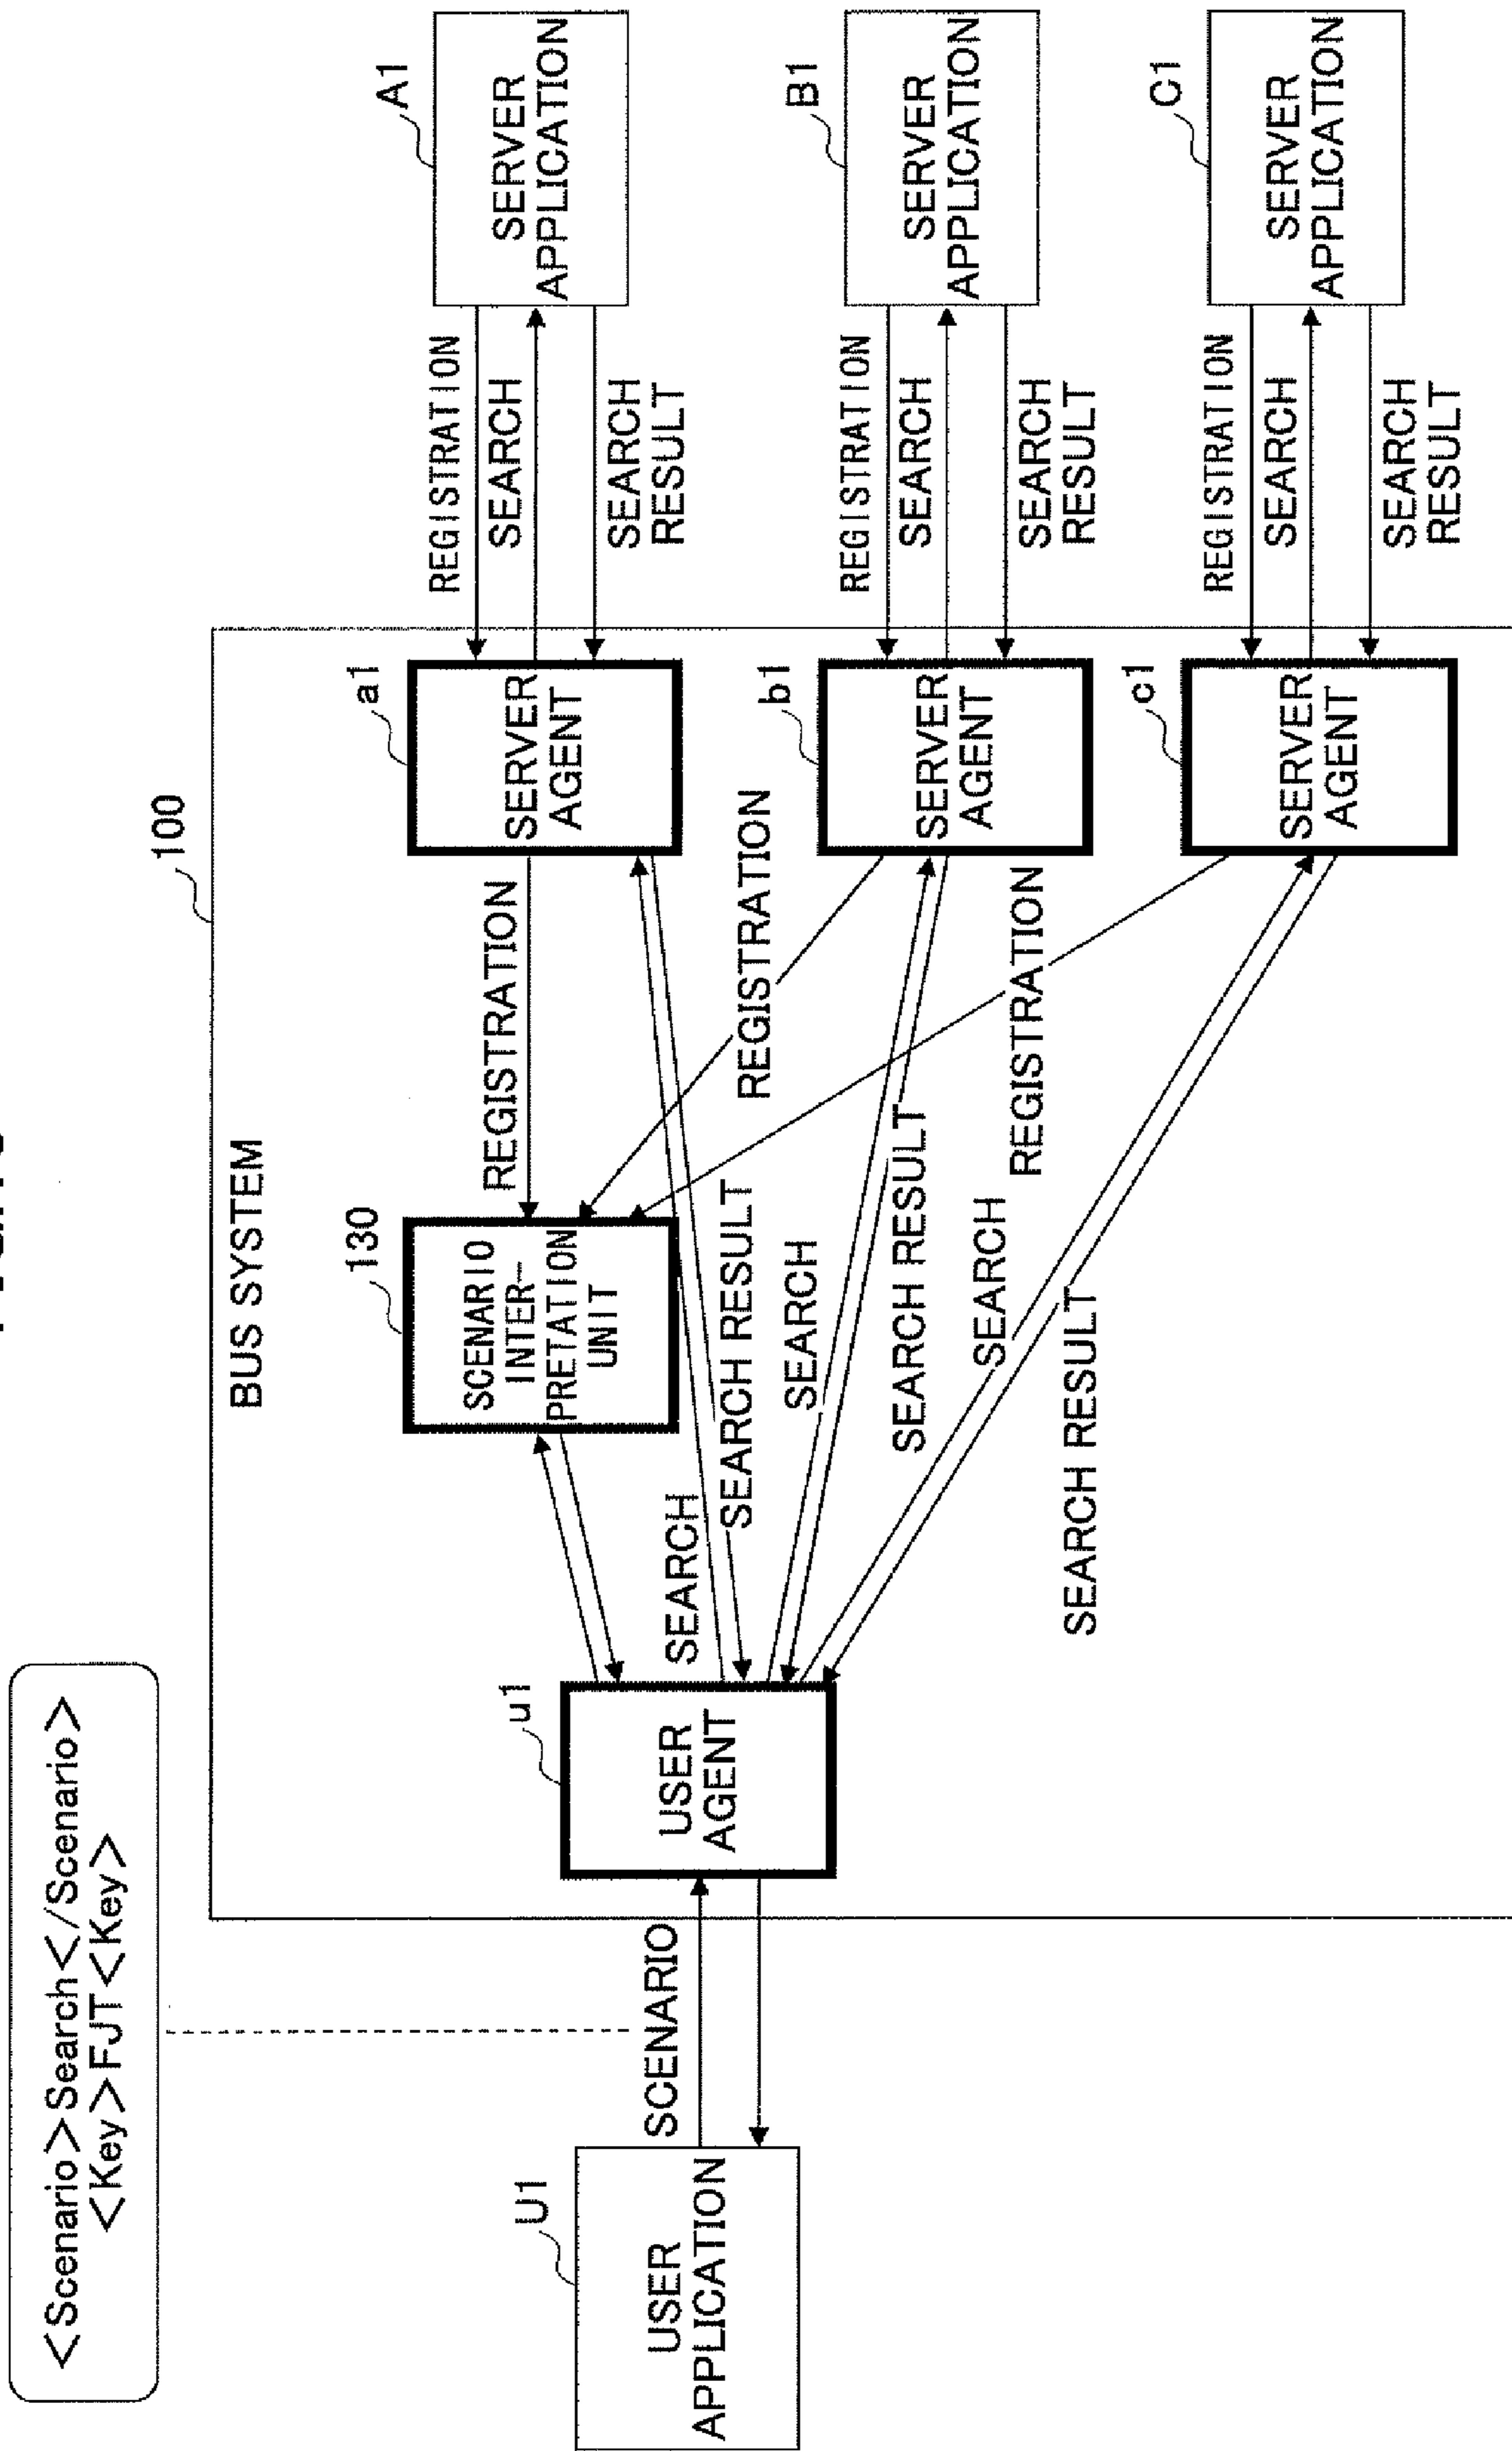 <Scenario>Search</Scenario>
<Key>FJT<Key>
100
BUS SYSTEM
U1
USER
APPLICATION
SCENARIO
u1
USER
AGENT
130
SCENARIO
INTER-
PRETATION
UNIT
REGISTRATION
a1
SERVER
AGENT
REGISTRATION
SEARCH
SEARCH
RESULT
A1
SERVER
APPLICATION
SEARCH
SEARCH RESULT
REGISTRATION
b1
SERVER
AGENT
REGISTRATION
SEARCH
SEARCH
RESULT
B1
SERVER
APPLICATION
SEARCH
SEARCH RESULT
REGISTRATION
c1
SERVER
AGENT
REGISTRATION
SEARCH
SEARCH
RESULT
C1
SERVER
APPLICATION
SEARCH
SEARCH RESULT